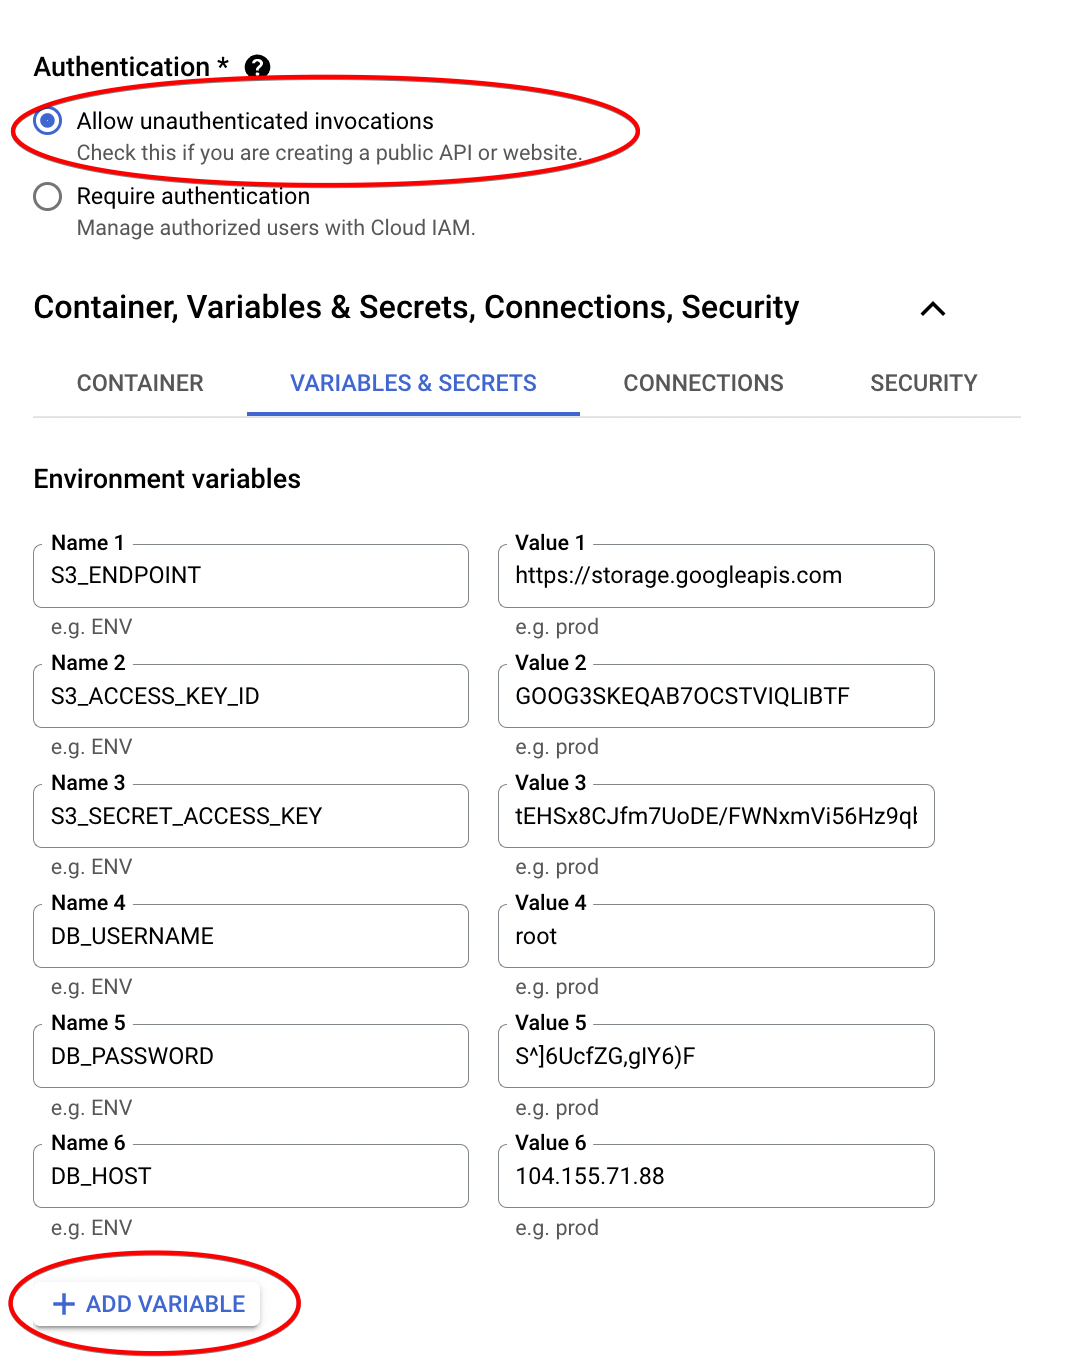 Authentication *
Allow unauthenticated invocations
Check this if you are creating a public API or website.
Require authentication
Manage authorized users with Cloud IAM.
Container, Variables & Secrets, Connections, Security
CONTAINER VARIABLES & SECRETS CONNECTIONS SECURITY
Environment variables
Name 1 Value 1
S3_ENDPOINT https://storage.googleapis.com
e.g. ENV e.g. prod
Name 2 Value 2
S3_ACCESS_KEY_ID GOOG3SKEQAB7OCSTVIQLIBTF
e.g. ENV e.g. prod
Name 3 Value 3
S3_SECRET_ACCESS_KEY
e.g. ENV e.g. prod
Name 4 Value 4
DB_USERNAME root
e.g. ENV e.g. prod
Name 5 Value 5
DB_PASSWORD S^]6UcfZG,gIY6)F
e.g. ENV e.g. prod
Name 6 Value 6
DB_HOST 104.155.71.88
e.g. ENV e.g. prod
+ ADD VARIABLE